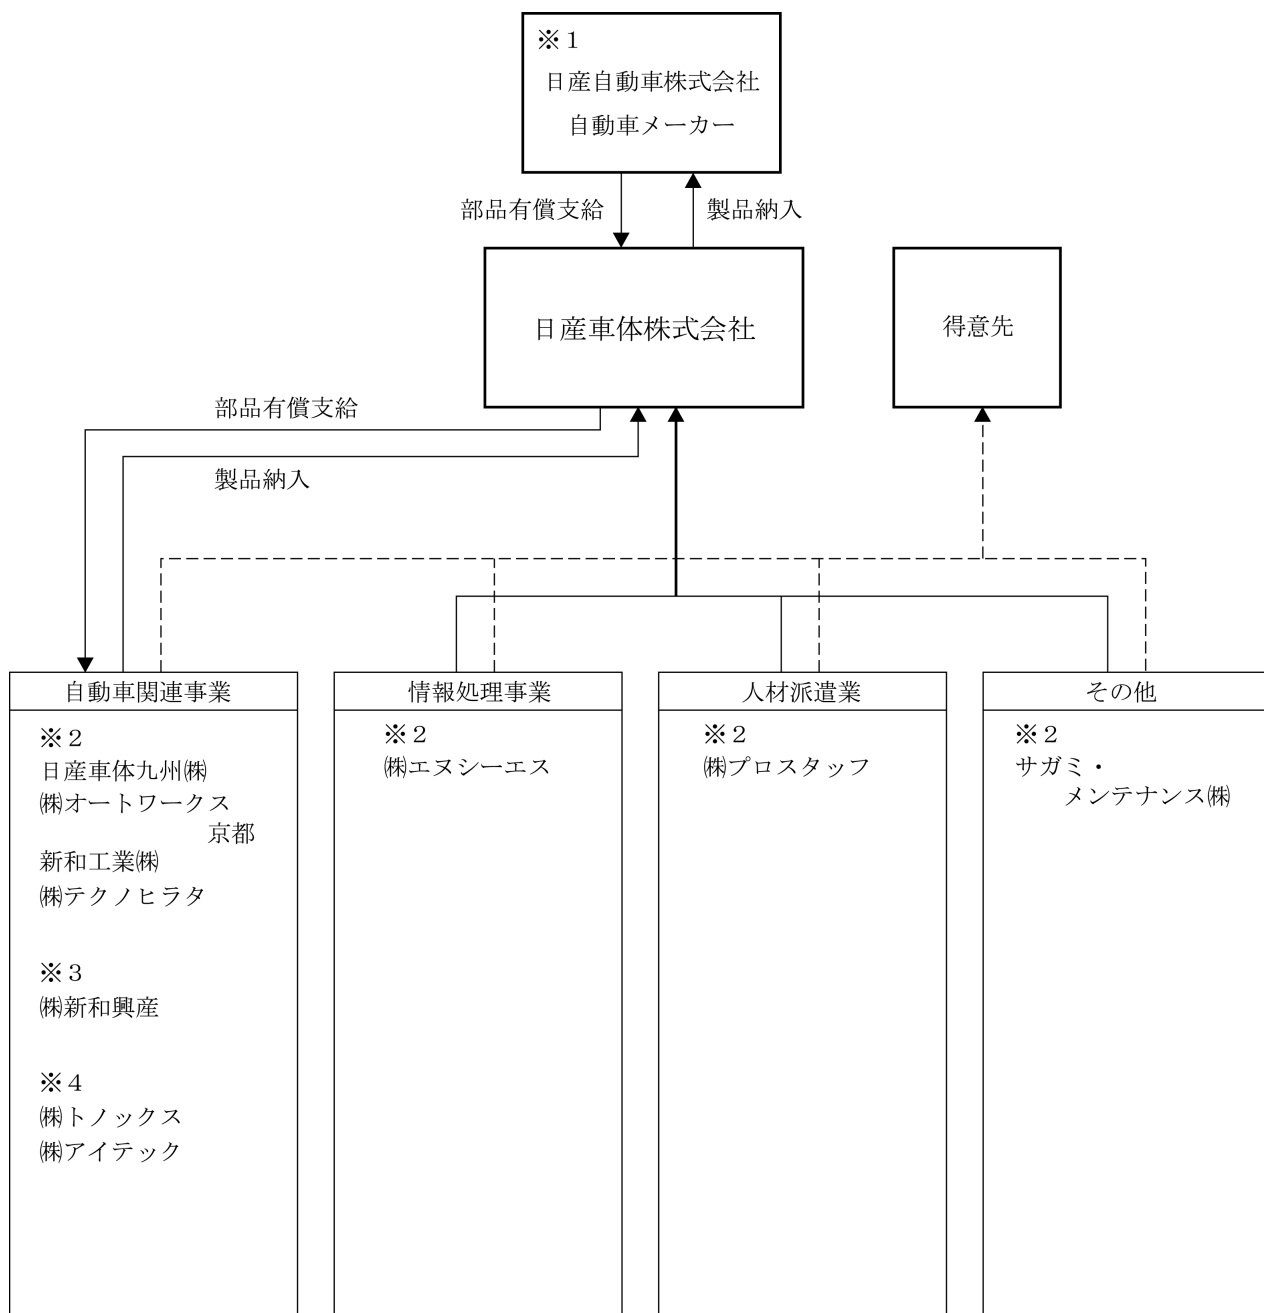 ※１
日産自動車株式会社
自動車メーカー
部品有償支給
製品納入
日産車体株式会社
得意先
部品有償支給
製品納入
自動車関連事業
※２
日産車体九州㈱
㈱オートワークス
京都
新和工業㈱
㈱テクノヒラタ
※３
㈱新和興産
※４
㈱トノックス
㈱アイテック
情報処理事業
※２
㈱エヌシーエス
人材派遣業
※２
㈱プロスタッフ
その他
※２
サガミ・
メンテナンス㈱